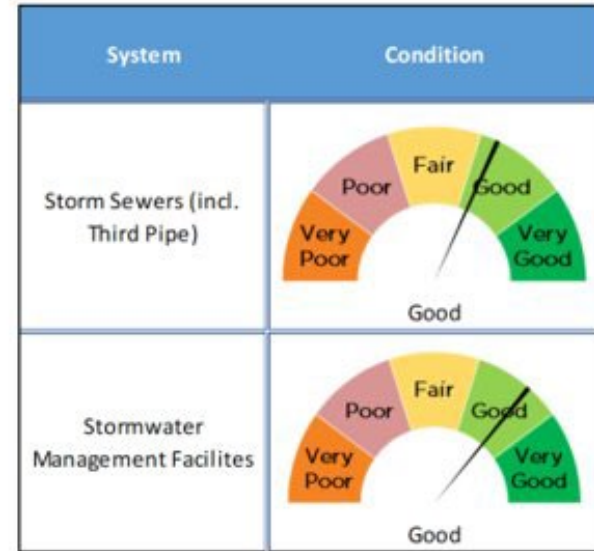 System
Condition
Storm Sewers (incl.
Third Pipe)
Very
Poor
Poor
Fair
Good
Very
Good
Good
Stormwater
Management Facilites
Very
Poor
Poor
Fair
Good
Very
Good
Good